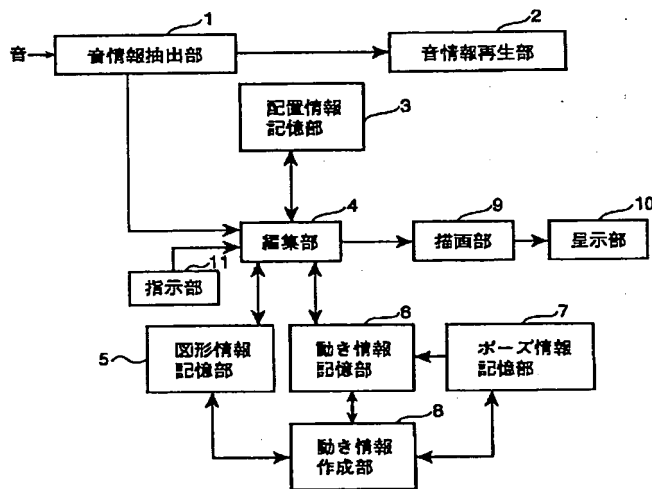 1
2
音
音情報抽出部
音情報再生部
配置情報
記憶部
3
4
9
10
編集部
描画部
呈示部
11
指示部
6
7
5
図形情報
記憶部
動き情報
記憶部
ポーズ情報
記憶部
8
動き情報
作成部